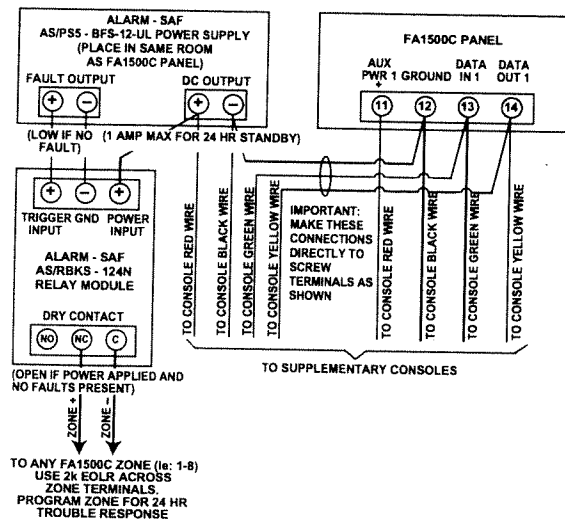 ALARM - SAF
AS/PS5 - BFS-12-UL POWER SUPPLY
(PLACE IN SAME ROOM
AS FA1500C PANEL)
FAULT OUTPUT
DC OUTPUT
+
−
+
−
(LOW IF NO
FAULT)
(1 AMP MAX FOR 24 HR STANDBY)
FA1500C PANEL
AUX
PWR 1
+
GROUND
DATA
IN 1
DATA
OUT 1
11
12
13
14
+
−
+
TRIGGER
INPUT
GND
POWER
INPUT
ALARM - SAF
AS/RBKS - 124N
RELAY MODULE
DRY CONTACT
NO
NC
C
(OPEN IF POWER APPLIED AND
NO FAULTS PRESENT)
ZONE +
ZONE −
TO ANY FA1500C ZONE (Ie: 1-8)
USE 2k EOLR ACROSS
ZONE TERMINALS.
PROGRAM ZONE FOR 24 HR
TROUBLE RESPONSE
TO CONSOLE RED WIRE
TO CONSOLE BLACK WIRE
TO CONSOLE GREEN WIRE
TO CONSOLE YELLOW WIRE
IMPORTANT:
MAKE THESE
CONNECTIONS
DIRECTLY TO
SCREW
TERMINALS AS
SHOWN
TO CONSOLE RED WIRE
TO CONSOLE BLACK WIRE
TO CONSOLE GREEN WIRE
TO CONSOLE YELLOW WIRE
TO SUPPLEMENTARY CONSOLES